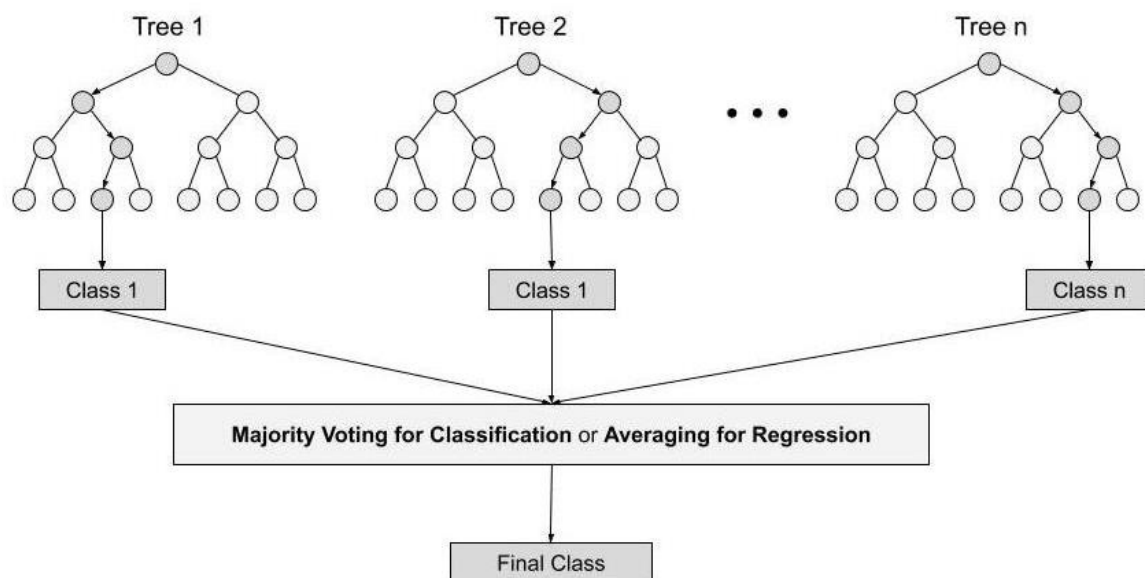 Tree 1
Tree 2
Tree n
Class 1
Class 1
Class n
Majority Voting for Classification or Averaging for Regression
Final Class